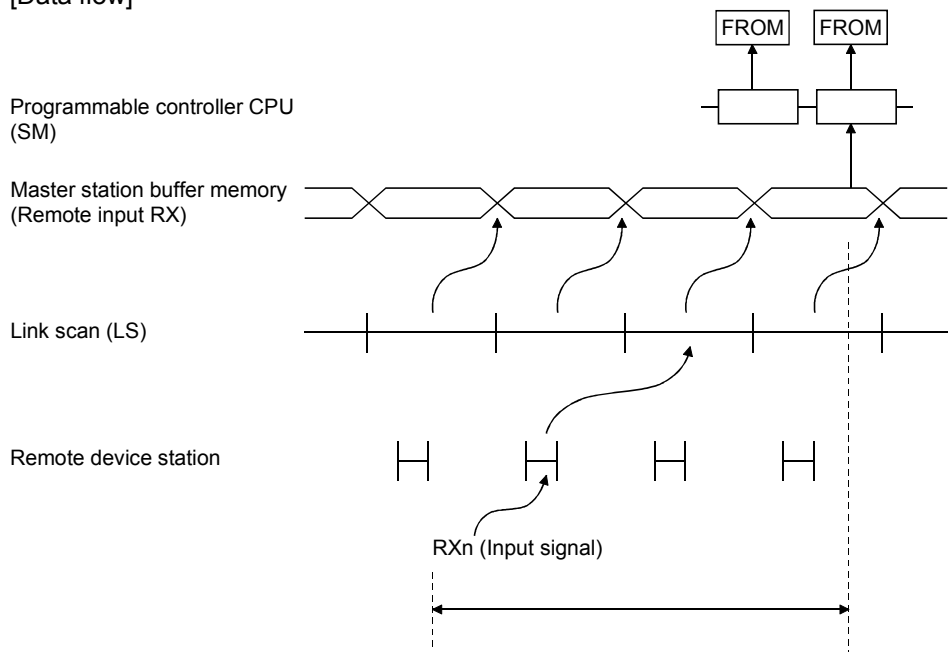 [Data flow]
FROM FROM
Programmable controller CPU
(SM)
Master station buffer memory
(Remote input RX)
Link scan (LS)
Remote device station
RXn (Input signal)